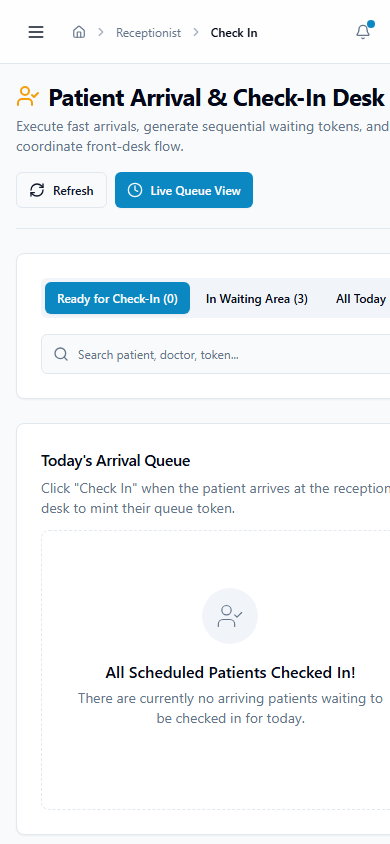 Receptionist
Check In
Patient Arrival & Check-In Desk
Execute fast arrivals, generate sequential waiting tokens, and
coordinate front-desk flow.
Refresh
Live Queue View
Ready for Check-In (0)
In Waiting Area (3)
All Today
Search patient, doctor, token...
Today's Arrival Queue
Click "Check In" when the patient arrives at the reception
desk to mint their queue token.
All Scheduled Patients Checked In!
There are currently no arriving patients waiting to
be checked in for today.